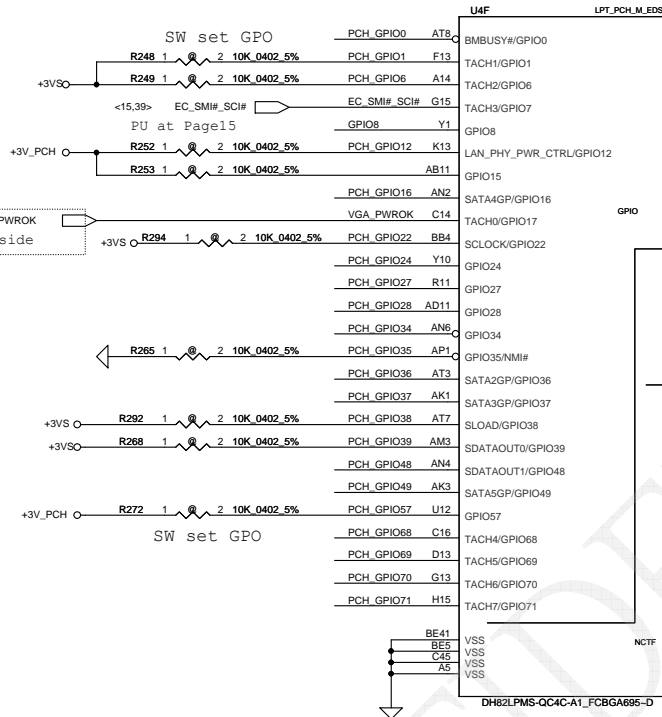 U4F LPT_PCH_M_EDS
SW set GPO
PCH_GPIO0 AT8 BMBUSY#/GPIO0
R248 1 @ 2 10K_0402_5% PCH_GPIO1 F13 TACH1/GPIO1
+3VS R249 1 @ 2 10K_0402_5% PCH_GPIO6 A14 TACH2/GPIO6
<15,39> EC_SMI#_SCI# EC_SMI#_SCI# G15 TACH3/GPIO7
PU at Page15 GPIO8 Y1 GPIO8
+3V_PCH R252 1 @ 2 10K_0402_5% PCH_GPIO12 K13 LAN_PHY_PWR_CTRL/GPIO12
R253 1 @ 2 10K_0402_5% AB11 GPIO15
PCH_GPIO16 AN2 SATA4GP/GPIO16
GPIO
PWROK VGA_PWROK C14 TACH0/GPIO17
side +3VS R294 1 @ 2 10K_0402_5% PCH_GPIO22 BB4 SCLOCK/GPIO22
PCH_GPIO24 Y10 GPIO24
PCH_GPIO27 R11 GPIO27
PCH_GPIO28 AD11 GPIO28
PCH_GPIO34 AN6 GPIO34
R265 1 @ 2 10K_0402_5% PCH_GPIO35 AP1 GPIO35/NMI#
PCH_GPIO36 AT3 SATA2GP/GPIO36
PCH_GPIO37 AK1 SATA3GP/GPIO37
+3VS R292 1 @ 2 10K_0402_5% PCH_GPIO38 AT7 SLOAD/GPIO38
+3VS R268 1 @ 2 10K_0402_5% PCH_GPIO39 AM3 SDATAOUT0/GPIO39
PCH_GPIO48 AN4 SDATAOUT1/GPIO48
PCH_GPIO49 AK3 SATA5GP/GPIO49
+3V_PCH R272 1 @ 2 10K_0402_5% PCH_GPIO57 U12 GPIO57
SW set GPO
PCH_GPIO68 C16 TACH4/GPIO68
PCH_GPIO69 D13 TACH5/GPIO69
PCH_GPIO70 G13 TACH6/GPIO70
PCH_GPIO71 H15 TACH7/GPIO71
BE41 VSS
NCTF
BE5 VSS
C45 VSS
A5 VSS
DH82LPMS-QC4C-A1_FCBGA695~D